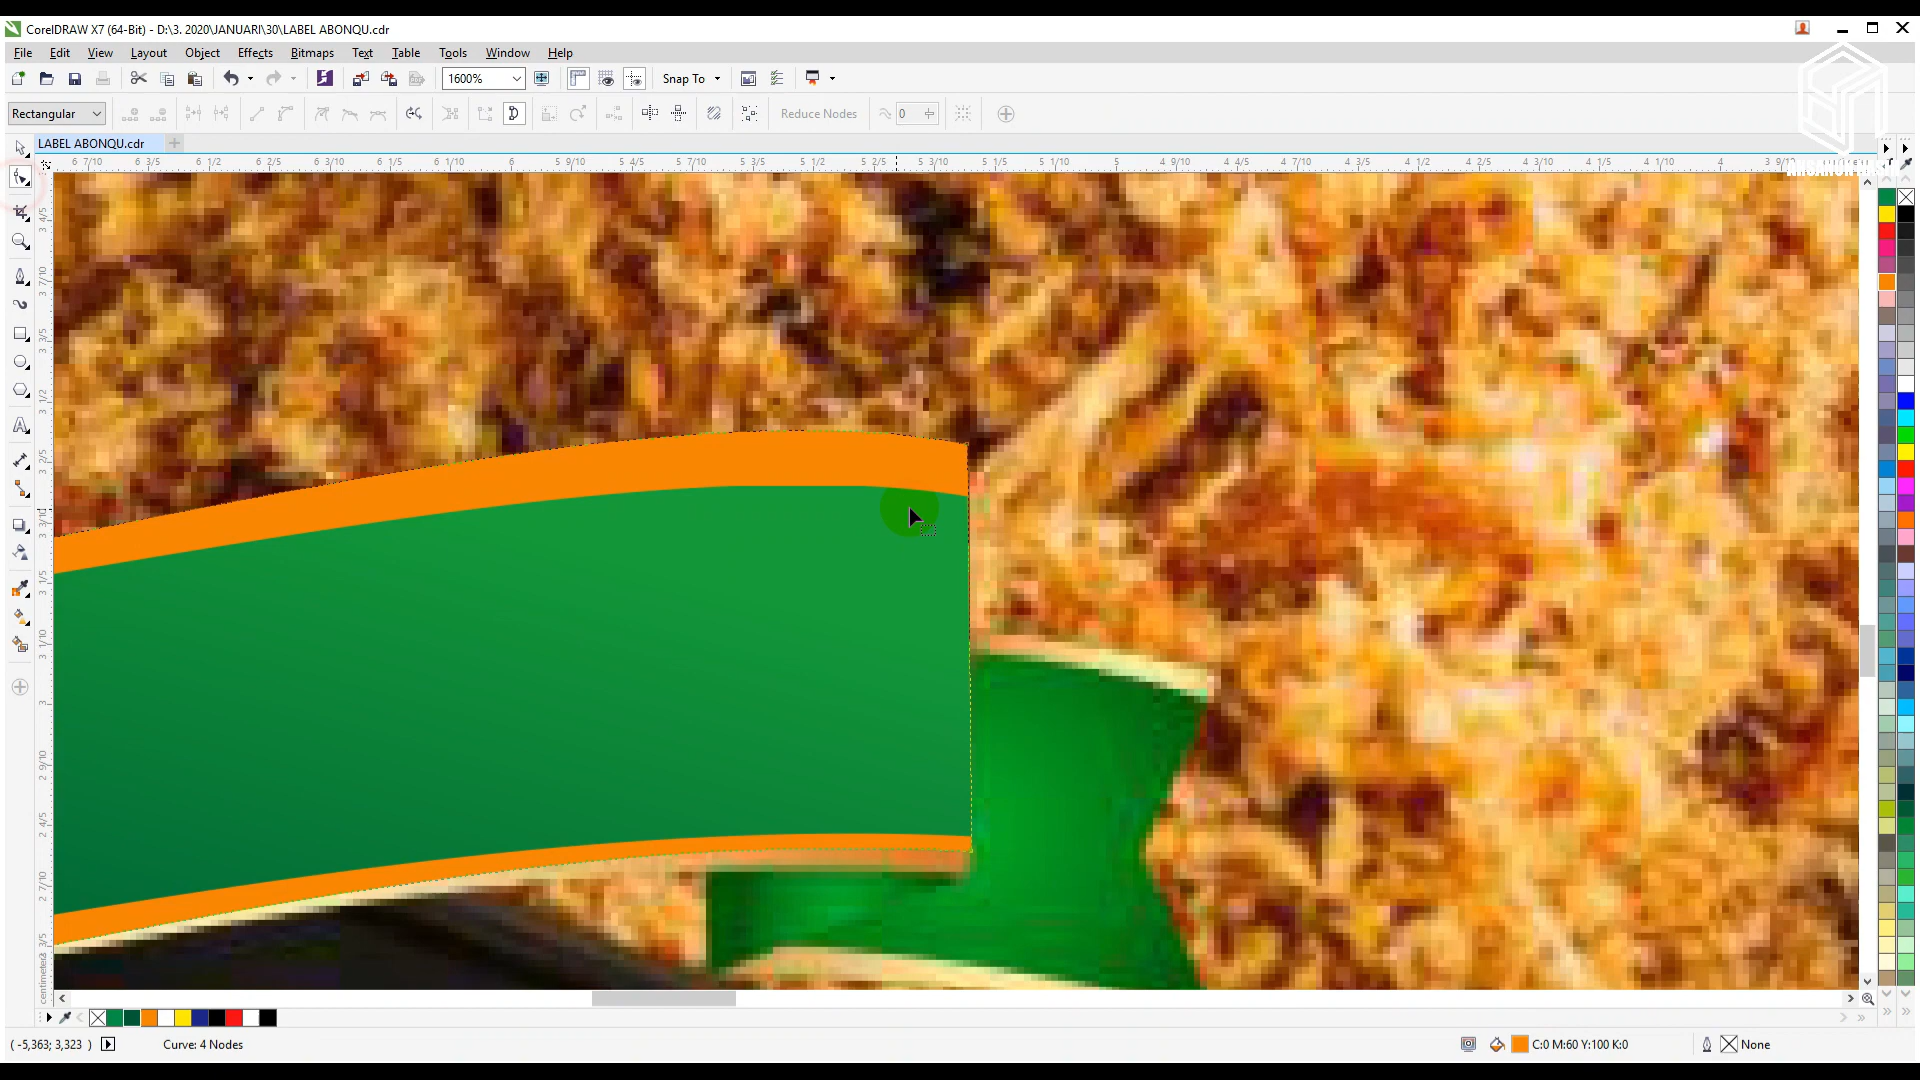 CorelDRAW X7 (64-Bit) - D:\3. 2020\JANUARI\30\LABEL ABONQU.cdr
File Edit View Layout Object Effects Bitmaps Text Table Tools Window Help
1600% Snap To
Rectangular Reduce Nodes 0
LABEL ABONQU.cdr
6 7/10 6 3/5 6 1/2 6 2/5 6 3/10 6 1/5 6 1/10 6 5 9/10 5 4/5 5 7/10 5 3/5 5 1/2 5 2/5 5 3/10 5 1/5 5 1/10 5 4 9/10 4 4/5 4 7/10 4 3/5 4 1/2 4 2/5 4 3/10 4 1/5 4 1/10 4 3 9/10
( -5,363; 3,323 ) Curve: 4 Nodes C:0 M:60 Y:100 K:0 None